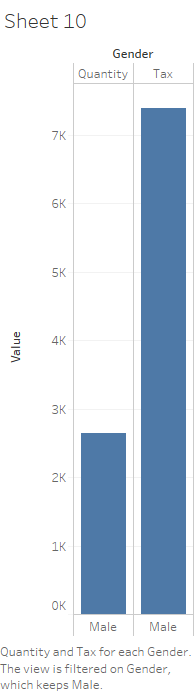 Sheet 10
Gender
Quantity Tax
7K
6K
5K
4K
Value
3K
2K
1K
0K
Male Male
Quantity and Tax for each Gender.
The view is filtered on Gender,
which keeps Male.